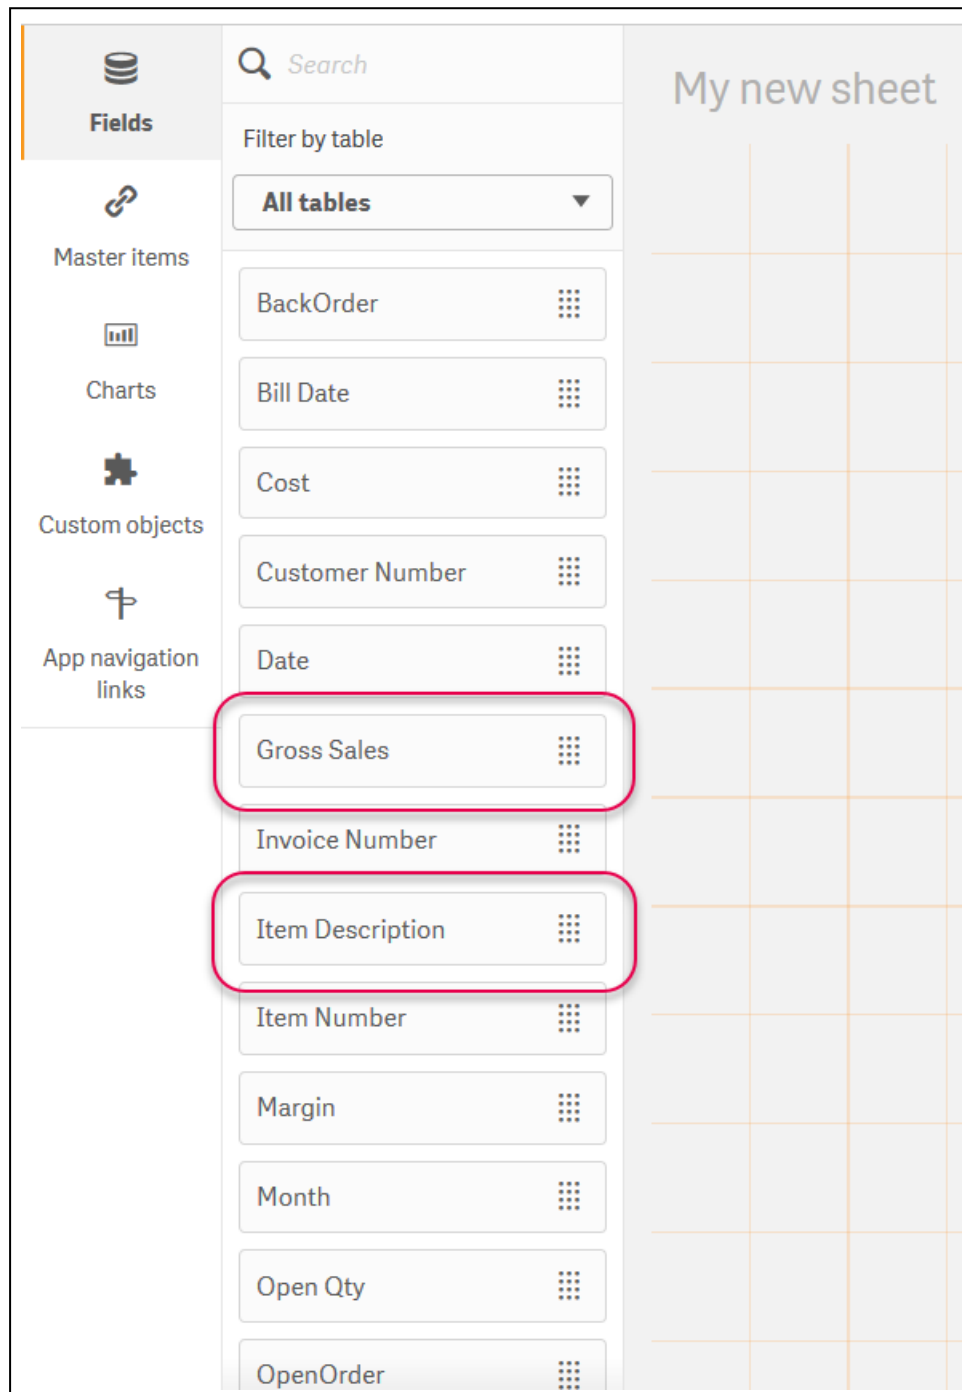 Fields
Master items
Charts
Custom objects
App navigation
links
Search
Filter by table
All tables
BackOrder
Bill Date
Cost
Customer Number
Date
Gross Sales
Invoice Number
Item Description
Item Number
Margin
Month
Open Qty
OpenOrder
My new sheet